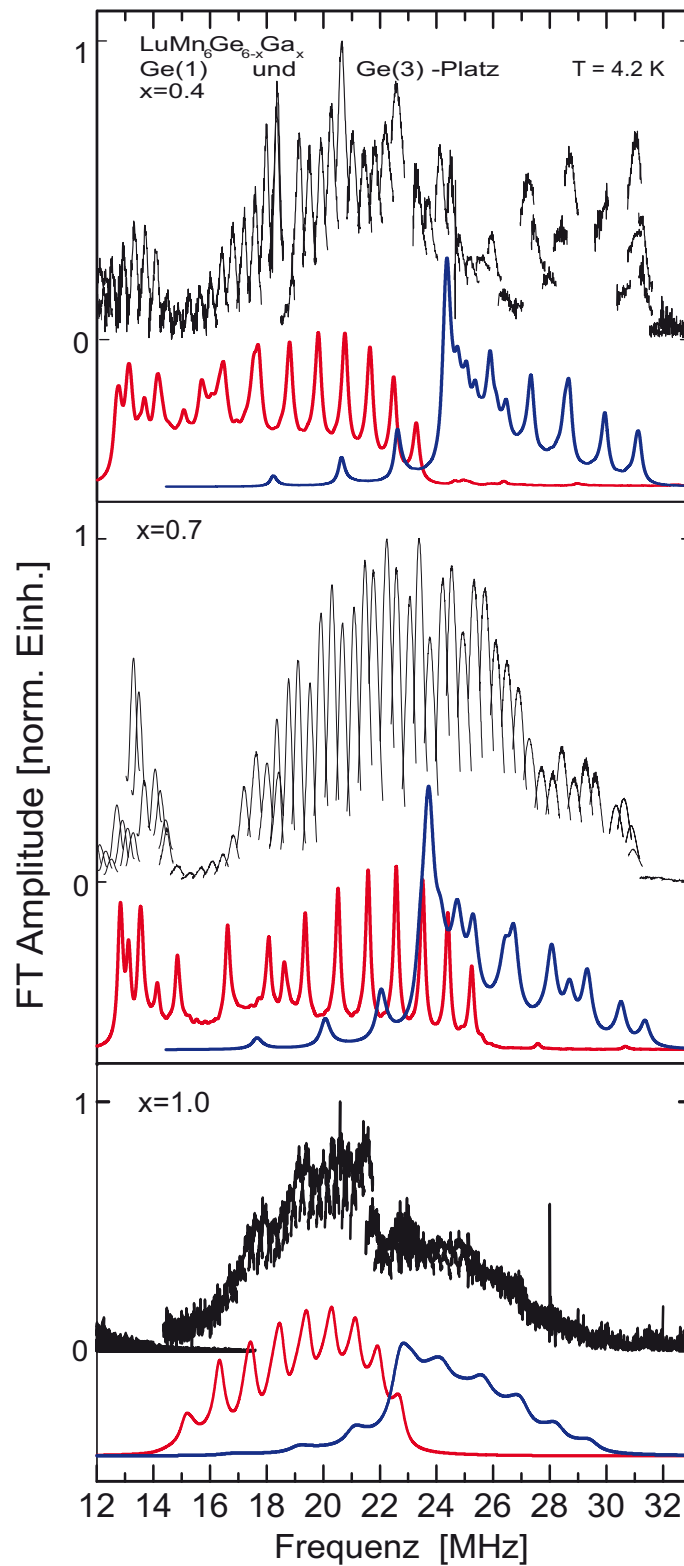 1
LuMn6Ge6-xGax
Ge(1) und Ge(3) -Platz T = 4.2 K
x=0.4
0
x=0.7
1
0
x=1.0
1
0
FT Amplitude [norm. Einh.]
12 14 16 18 20 22 24 26 28 30 32
Frequenz [MHz]